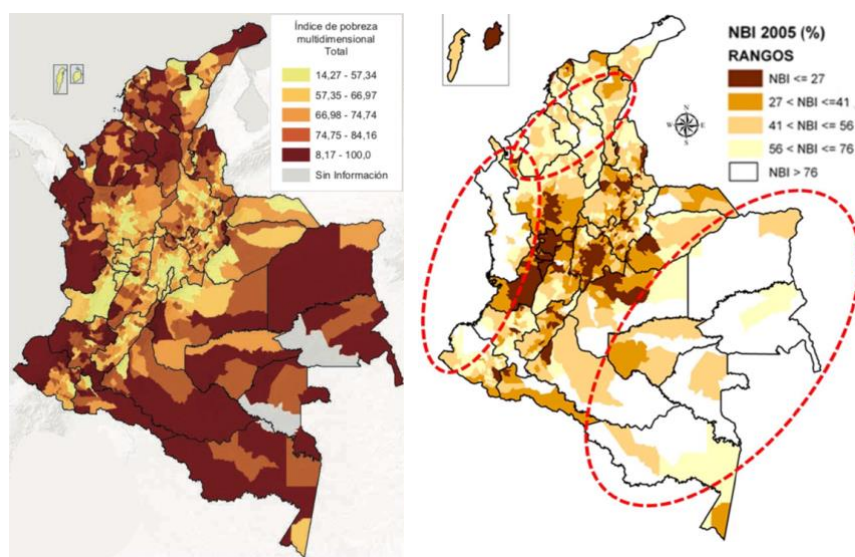 Índice de pobreza
multidimensional
Total
14,27 - 57,34
57,35 - 66,97
66,98 - 74,74
74,75 - 84,16
8,17 - 100,0
Sin Información
NBI 2005 (%)
RANGOS
NBI <= 27
27 < NBI <=41
41 < NBI <= 56
56 < NBI <= 76
NBI > 76
N
W E
S